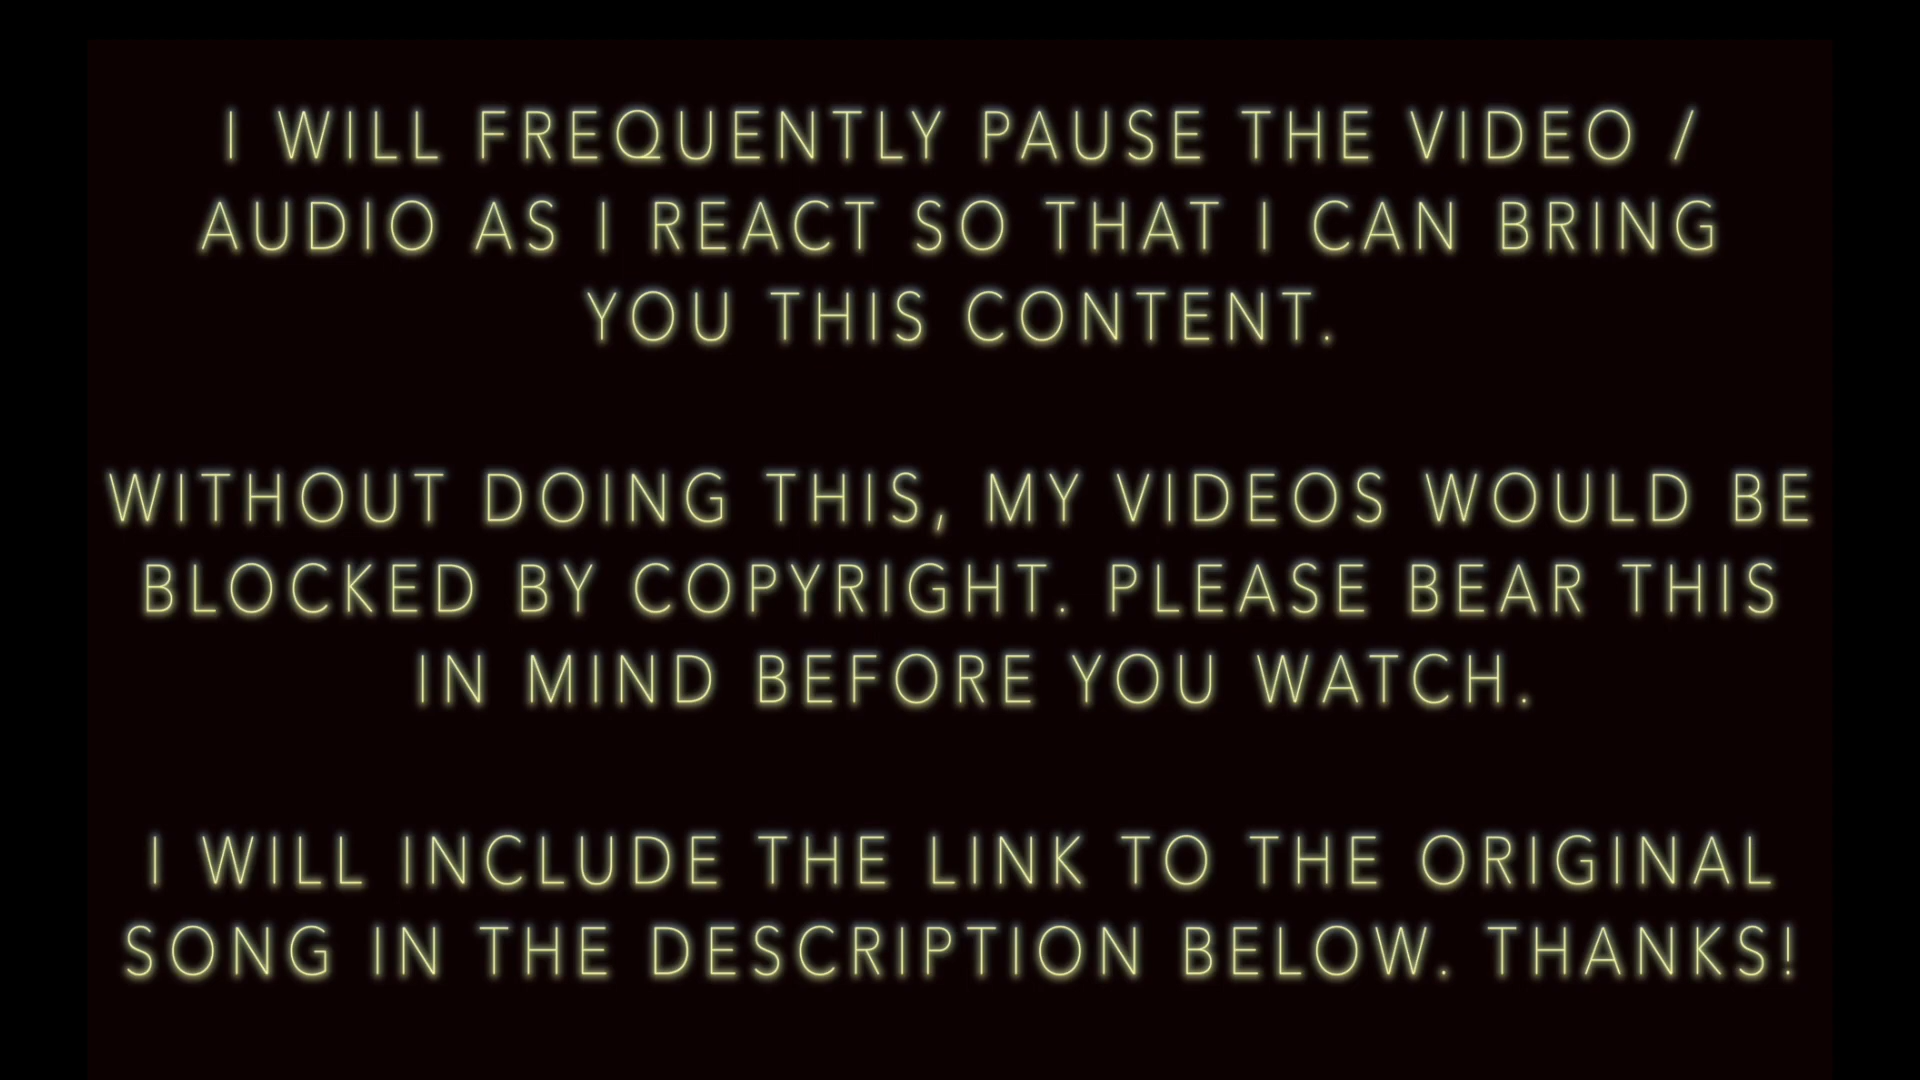 I WILL FREQUENTLY PAUSE THE VIDEO /
AUDIO AS I REACT SO THAT I CAN BRING
YOU THIS CONTENT.
WITHOUT DOING THIS, MY VIDEOS WOULD BE
BLOCKED BY COPYRIGHT. PLEASE BEAR THIS
IN MIND BEFORE YOU WATCH.
I WILL INCLUDE THE LINK TO THE ORIGINAL
SONG IN THE DESCRIPTION BELOW. THANKS!